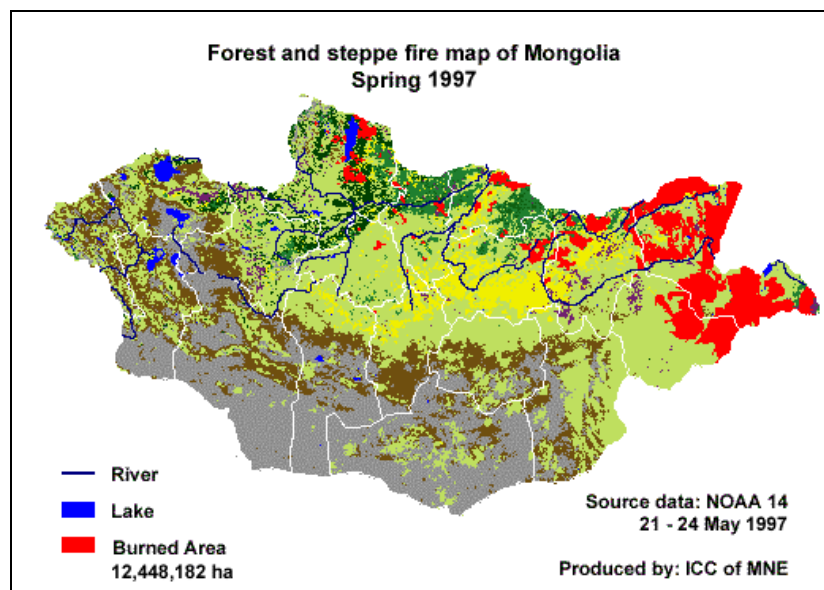 Forest and steppe fire map of Mongolia
Spring 1997
River
Lake
Burned Area
12,448,182 ha
Source data: NOAA 14
21 - 24 May 1997
Produced by: ICC of MNE